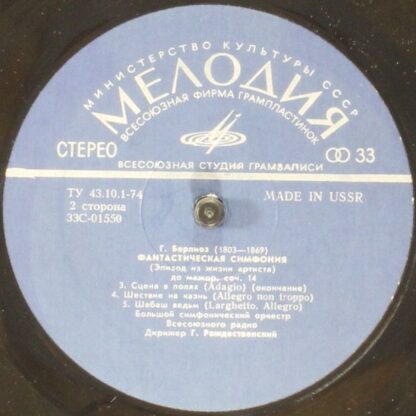 МИНИСТЕРСТВО КУЛЬТУРЫ СССР
МЕЛОДИЯ
ВСЕСОЮЗНАЯ ФИРМА ГРАМПЛАСТИНОК
СТЕРЕО 33
ВСЕСОЮЗНАЯ СТУДИЯ ГРАМЗАПИСИ
ТУ 43.10.1-74 MADE IN USSR
2 сторона
33С-01550
Г. Берлиоз (1803—1869)
ФАНТАСТИЧЕСКАЯ СИМФОНИЯ
(Эпизод из жизни артиста)
до мажор, соч. 14
3. Сцена в полях (Adagio) (окончание)
4. Шествие на казнь (Allegro non troppo)
5. Шабаш ведьм (Larghetto, Allegro)
Большой симфонический оркестр
Всесоюзного радио
Дирижер Г. Рождественский